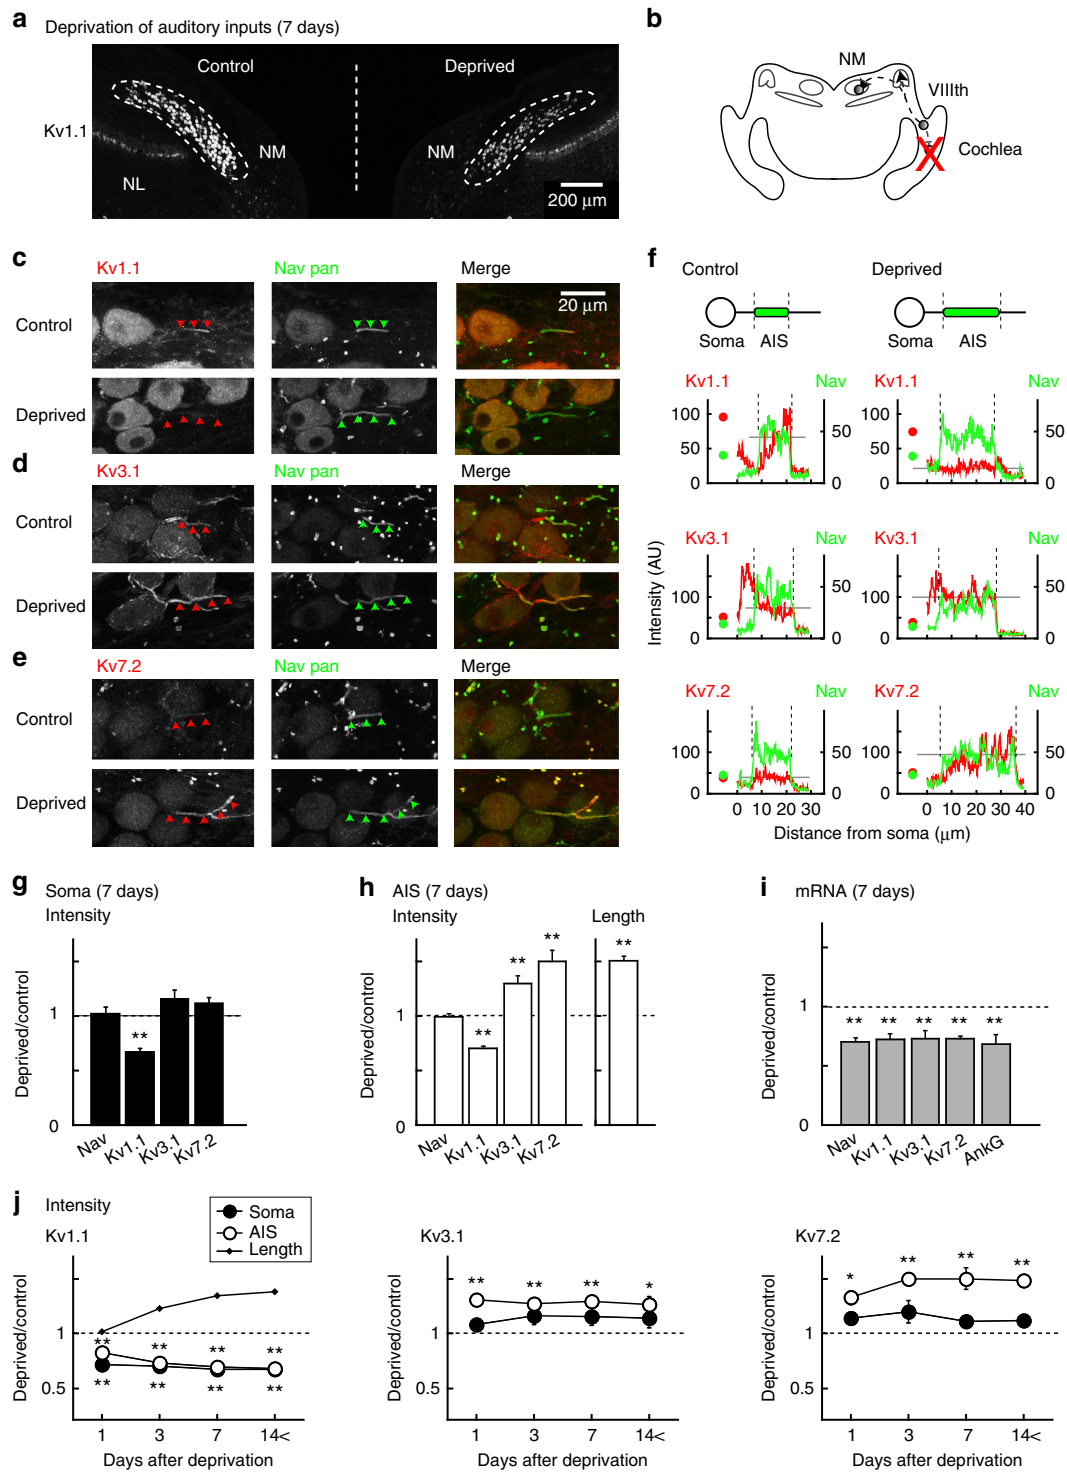 a Deprivation of auditory inputs (7 days)
Control
Deprived
Kv1.1
NM
NM
NL
200 μm
b
NM
VIIIth
X
Cochlea
c
Kv1.1
Nav pan
Merge
20 μm
Control
Deprived
d
Kv3.1
Nav pan
Merge
Control
Deprived
e
Kv7.2
Nav pan
Merge
Control
Deprived
f
Control
Deprived
Soma AIS
Soma AIS
Kv1.1 Nav
Kv1.1 Nav
100
50
0
50
0
100
50
0
50
0
Kv3.1 Nav
Kv3.1 Nav
Intensity (AU)
100
0
50
0
100
0
50
0
Kv7.2 Nav
Kv7.2 Nav
100
0
50
0
100
0
50
0
0 10 20 30
0 10 20 30 40
Distance from soma (μm)
g Soma (7 days)
Intensity
Deprived/control
1
0
**
Nav Kv1.1 Kv3.1 Kv7.2
h AIS (7 days)
Intensity
Length
Deprived/control
1
0
** ** ** **
Nav Kv1.1 Kv3.1 Kv7.2
i mRNA (7 days)
Deprived/control
1
0
** ** ** ** **
Nav Kv1.1 Kv3.1 Kv7.2 AnkG
j Intensity
Soma
AIS
Length
Kv1.1
Deprived/control
1
0.5
** ** ** **
** ** ** **
1 3 7 14<
Days after deprivation
Kv3.1
Deprived/control
1
0.5
** ** ** *
1 3 7 14<
Days after deprivation
Kv7.2
Deprived/control
1
0.5
* ** ** **
1 3 7 14<
Days after deprivation